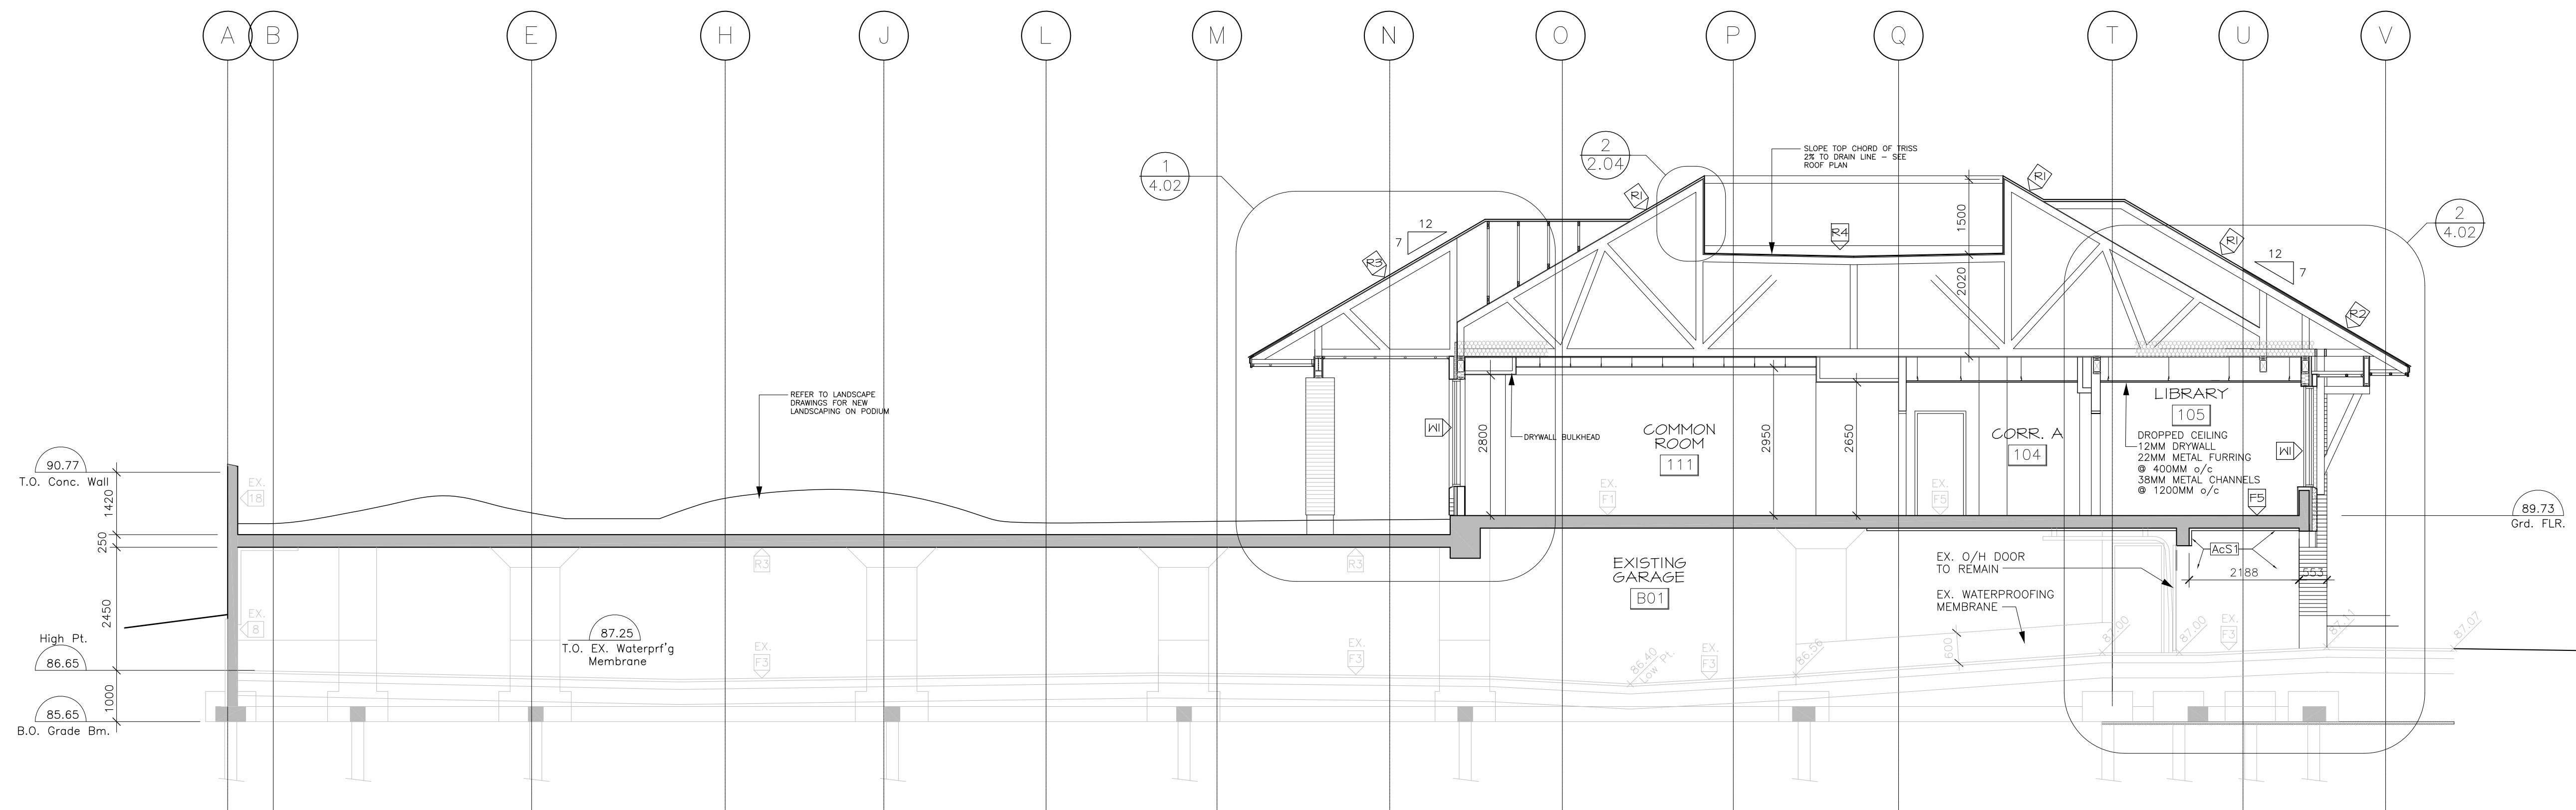 A B E H J L M N O P Q T U V
1
4.02
2
2.04
SLOPE TOP CHORD OF TRISS
2% TO DRAIN LINE – SEE
ROOF PLAN
R1
R1
1500
2
4.02
12
7
R3
R4
R1
12
7
2020
R2
REFER TO LANDSCAPE
DRAWINGS FOR NEW
LANDSCAPING ON PODIUM
W1
2800
DRYWALL BULKHEAD
COMMON
ROOM
111
2950
2650
CORR. A
104
LIBRARY
105
DROPPED CEILING
12MM DRYWALL
22MM METAL FURRING
@ 400MM o/c
38MM METAL CHANNELS
@ 1200MM o/c
W1
90.77
T.O. Conc. Wall
1420
EX.
18
EX.
F1
EX.
F5
F5
89.73
Grd. FLR.
250
2450
R3
R3
EXISTING
GARAGE
B01
EX. O/H DOOR
TO REMAIN
AcS1
2188
553
EX. WATERPROOFING
MEMBRANE
EX.
8
High Pt.
86.65
87.25
T.O. EX. Waterprf'g
Membrane
EX.
F3
EX.
F3
86.40
Low Pt.
EX.
F3
86.56
600
87.00
87.00
EX.
F3
87.11
87.07
1000
85.65
B.O. Grade Bm.